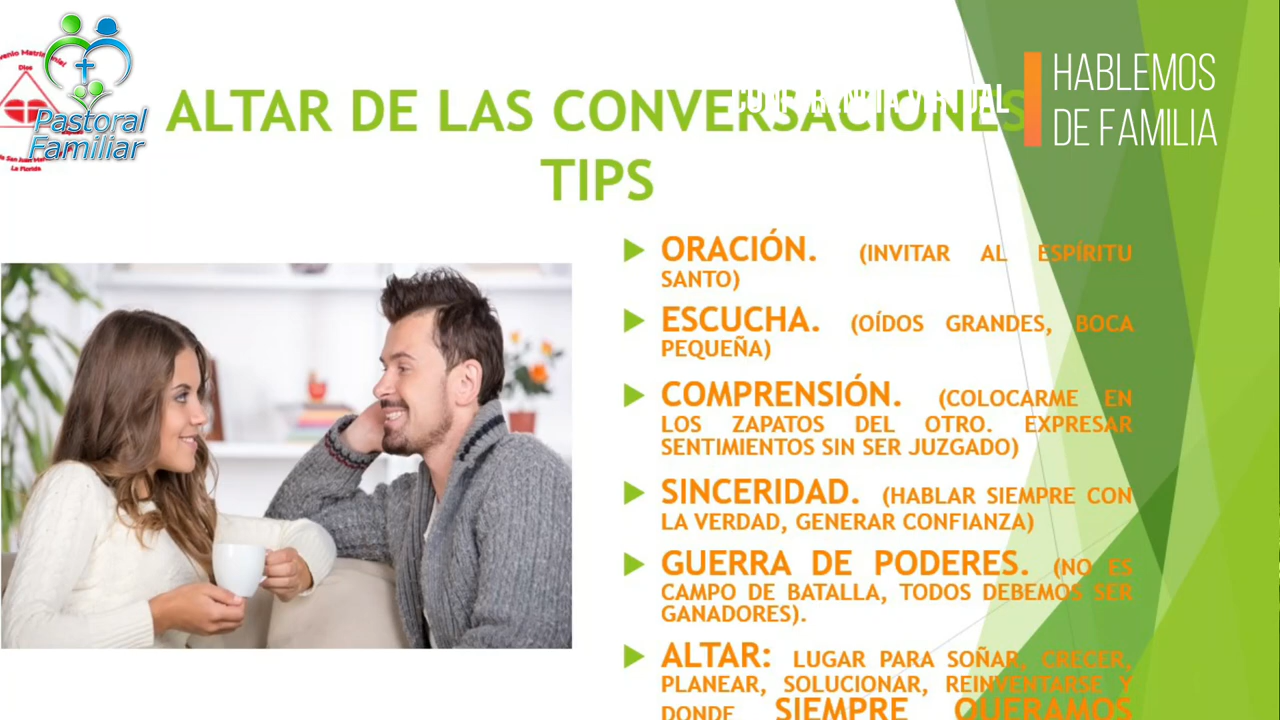 Dios
Pastoral
Familiar
La Florida
ALTAR DE LAS CONVERSACIONES
TIPS
HABLEMOS
DE FAMILIA
ORACIÓN. (INVITAR AL ESPÍRITU
SANTO)
ESCUCHA. (OÍDOS GRANDES, BOCA
PEQUEÑA)
COMPRENSIÓN. (COLOCARME EN
LOS ZAPATOS DEL OTRO. EXPRESAR
SENTIMIENTOS SIN SER JUZGADO)
SINCERIDAD. (HABLAR SIEMPRE CON
LA VERDAD, GENERAR CONFIANZA)
GUERRA DE PODERES. (NO ES
CAMPO DE BATALLA, TODOS DEBEMOS SER
GANADORES).
ALTAR: LUGAR PARA SOÑAR, CRECER,
PLANEAR, SOLUCIONAR, REINVENTARSE Y
DONDE SIEMPRE QUERAMOS